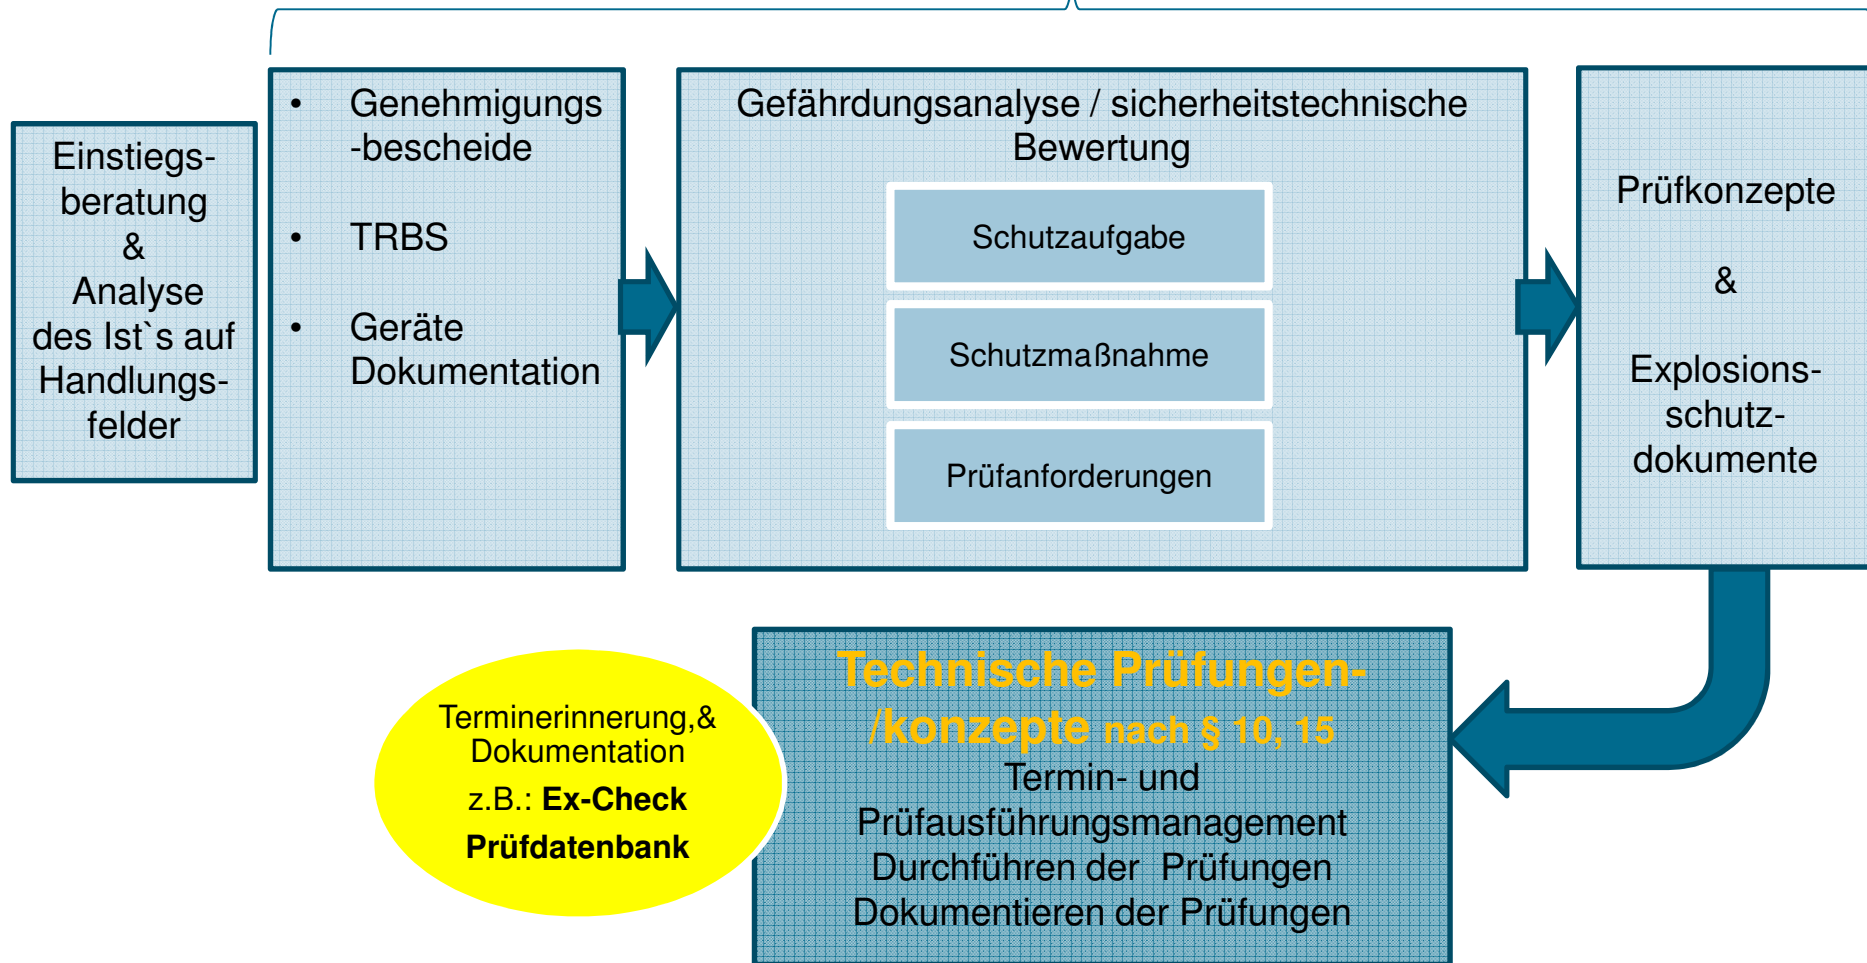 Einstiegs-
beratung
&
Analyse
des Ist`s auf
Handlungs-
felder
• Genehmigungs
-bescheide
• TRBS
• Geräte
Dokumentation
Gefährdungsanalyse / sicherheitstechnische
Bewertung
Schutzaufgabe
Schutzmaßnahme
Prüfanforderungen
Prüfkonzepte
&
Explosions-
schutz-
dokumente
Technische Prüfungen-
/konzepte nach § 10, 15
Termin- und
Prüfausführungsmanagement
Durchführen der  Prüfungen
Dokumentieren der Prüfungen
Terminerinnerung,&
Dokumentation
z.B.: Ex-Check
Prüfdatenbank